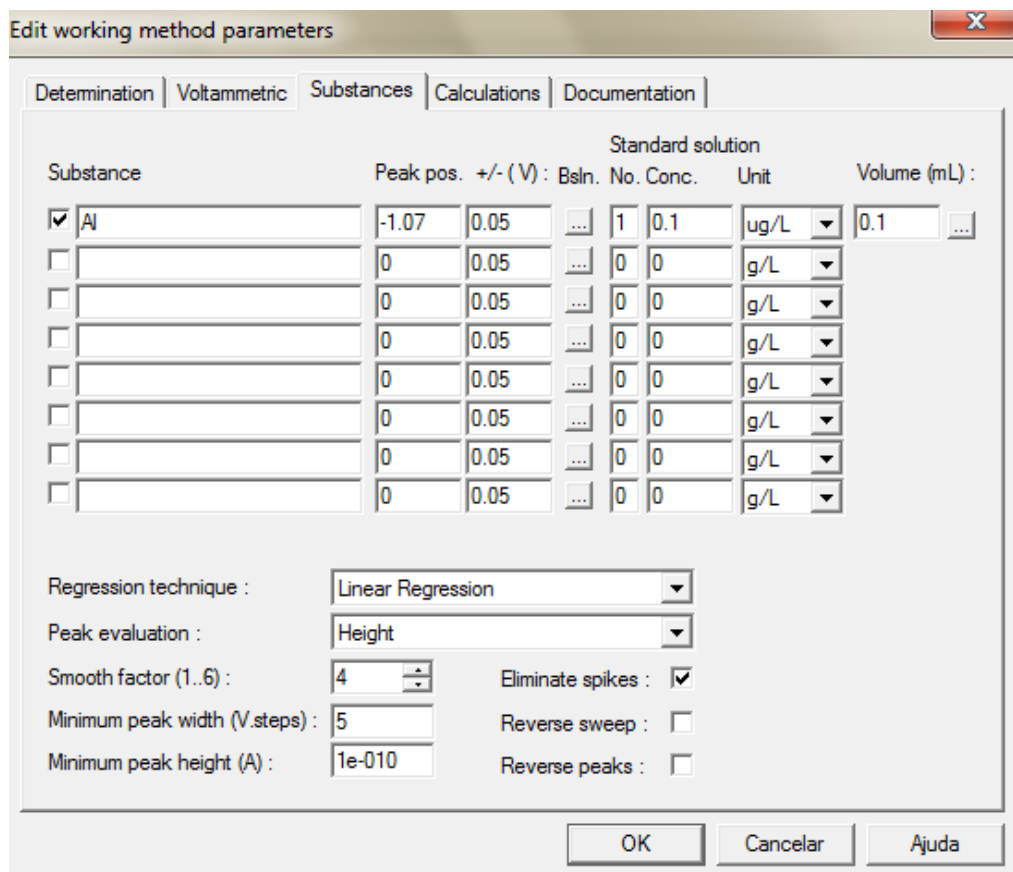 Edit working method parameters
X
Determination Voltammetric Substances Calculations Documentation
Standard solution
Substance Peak pos. +/- ( V) : Bsln. No. Conc. Unit Volume (mL) :
Al -1.07 0.05 ... 1 0.1 ug/L 0.1 ...
0 0.05 ... 0 0 g/L
0 0.05 ... 0 0 g/L
0 0.05 ... 0 0 g/L
0 0.05 ... 0 0 g/L
0 0.05 ... 0 0 g/L
0 0.05 ... 0 0 g/L
0 0.05 ... 0 0 g/L
Regression technique : Linear Regression
Peak evaluation : Height
Smooth factor (1..6) : 4 Eliminate spikes :
Minimum peak width (V.steps) : 5 Reverse sweep :
Minimum peak height (A) : 1e-010 Reverse peaks :
OK Cancelar Ajuda